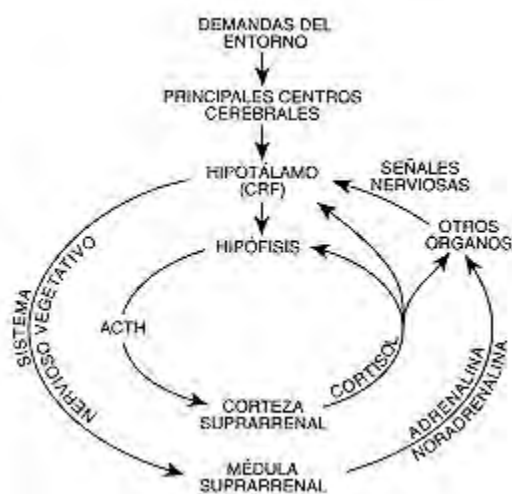 DEMANDAS DEL
ENTORNO
PRINCIPALES CENTROS
CEREBRALES
HIPOTÁLAMO
(CRF)
SEÑALES
NERVIOSAS
OTROS
ÓRGANOS
HIPÓFISIS
SISTEMA
NERVIOSO VEGETATIVO
ACTH
CORTISOL
CORTEZA
SUPRARRENAL
ADRENALINA
NORADRENALINA
MÉDULA
SUPRARRENAL